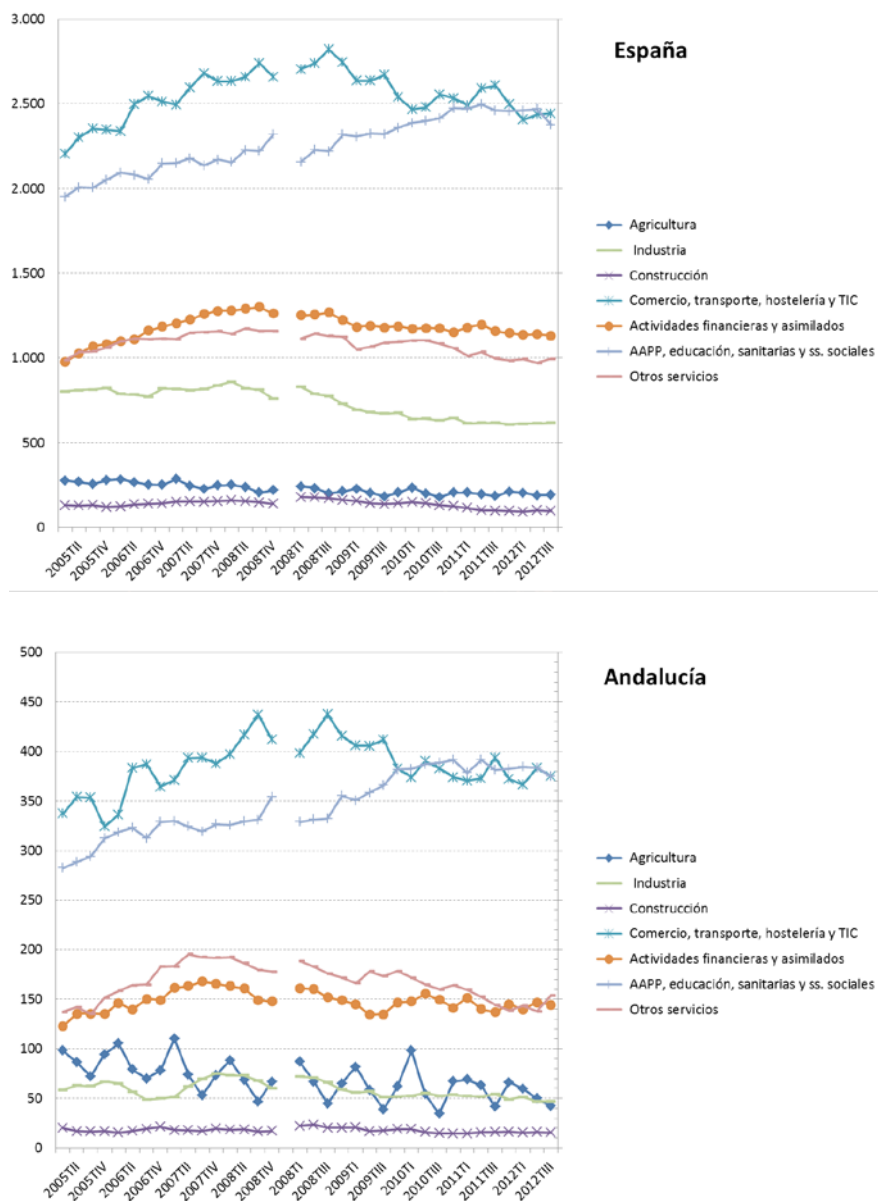 España
3.000
2.500
2.000
1.500
1.000
500
0
2005TII
2005TIV
2006TII
2006TIV
2007TII
2007TIV
2008TII
2008TIV
2008TI
2008TIII
2009TI
2009TIII
2010TI
2010TIII
2011TI
2011TIII
2012TI
2012TIII
Agricultura
Industria
Construcción
Comercio, transporte, hostelería y TIC
Actividades financieras y asimilados
AAPP, educación, sanitarias y ss. sociales
Otros servicios
Andalucía
500
450
400
350
300
250
200
150
100
50
0
2005TII
2005TIV
2006TII
2006TIV
2007TII
2007TIV
2008TII
2008TIV
2008TI
2008TIII
2009TI
2009TIII
2010TI
2010TIII
2011TI
2011TIII
2012TI
2012TIII
Agricultura
Industria
Construcción
Comercio, transporte, hostelería y TIC
Actividades financieras y asimilados
AAPP, educación, sanitarias y ss. sociales
Otros servicios